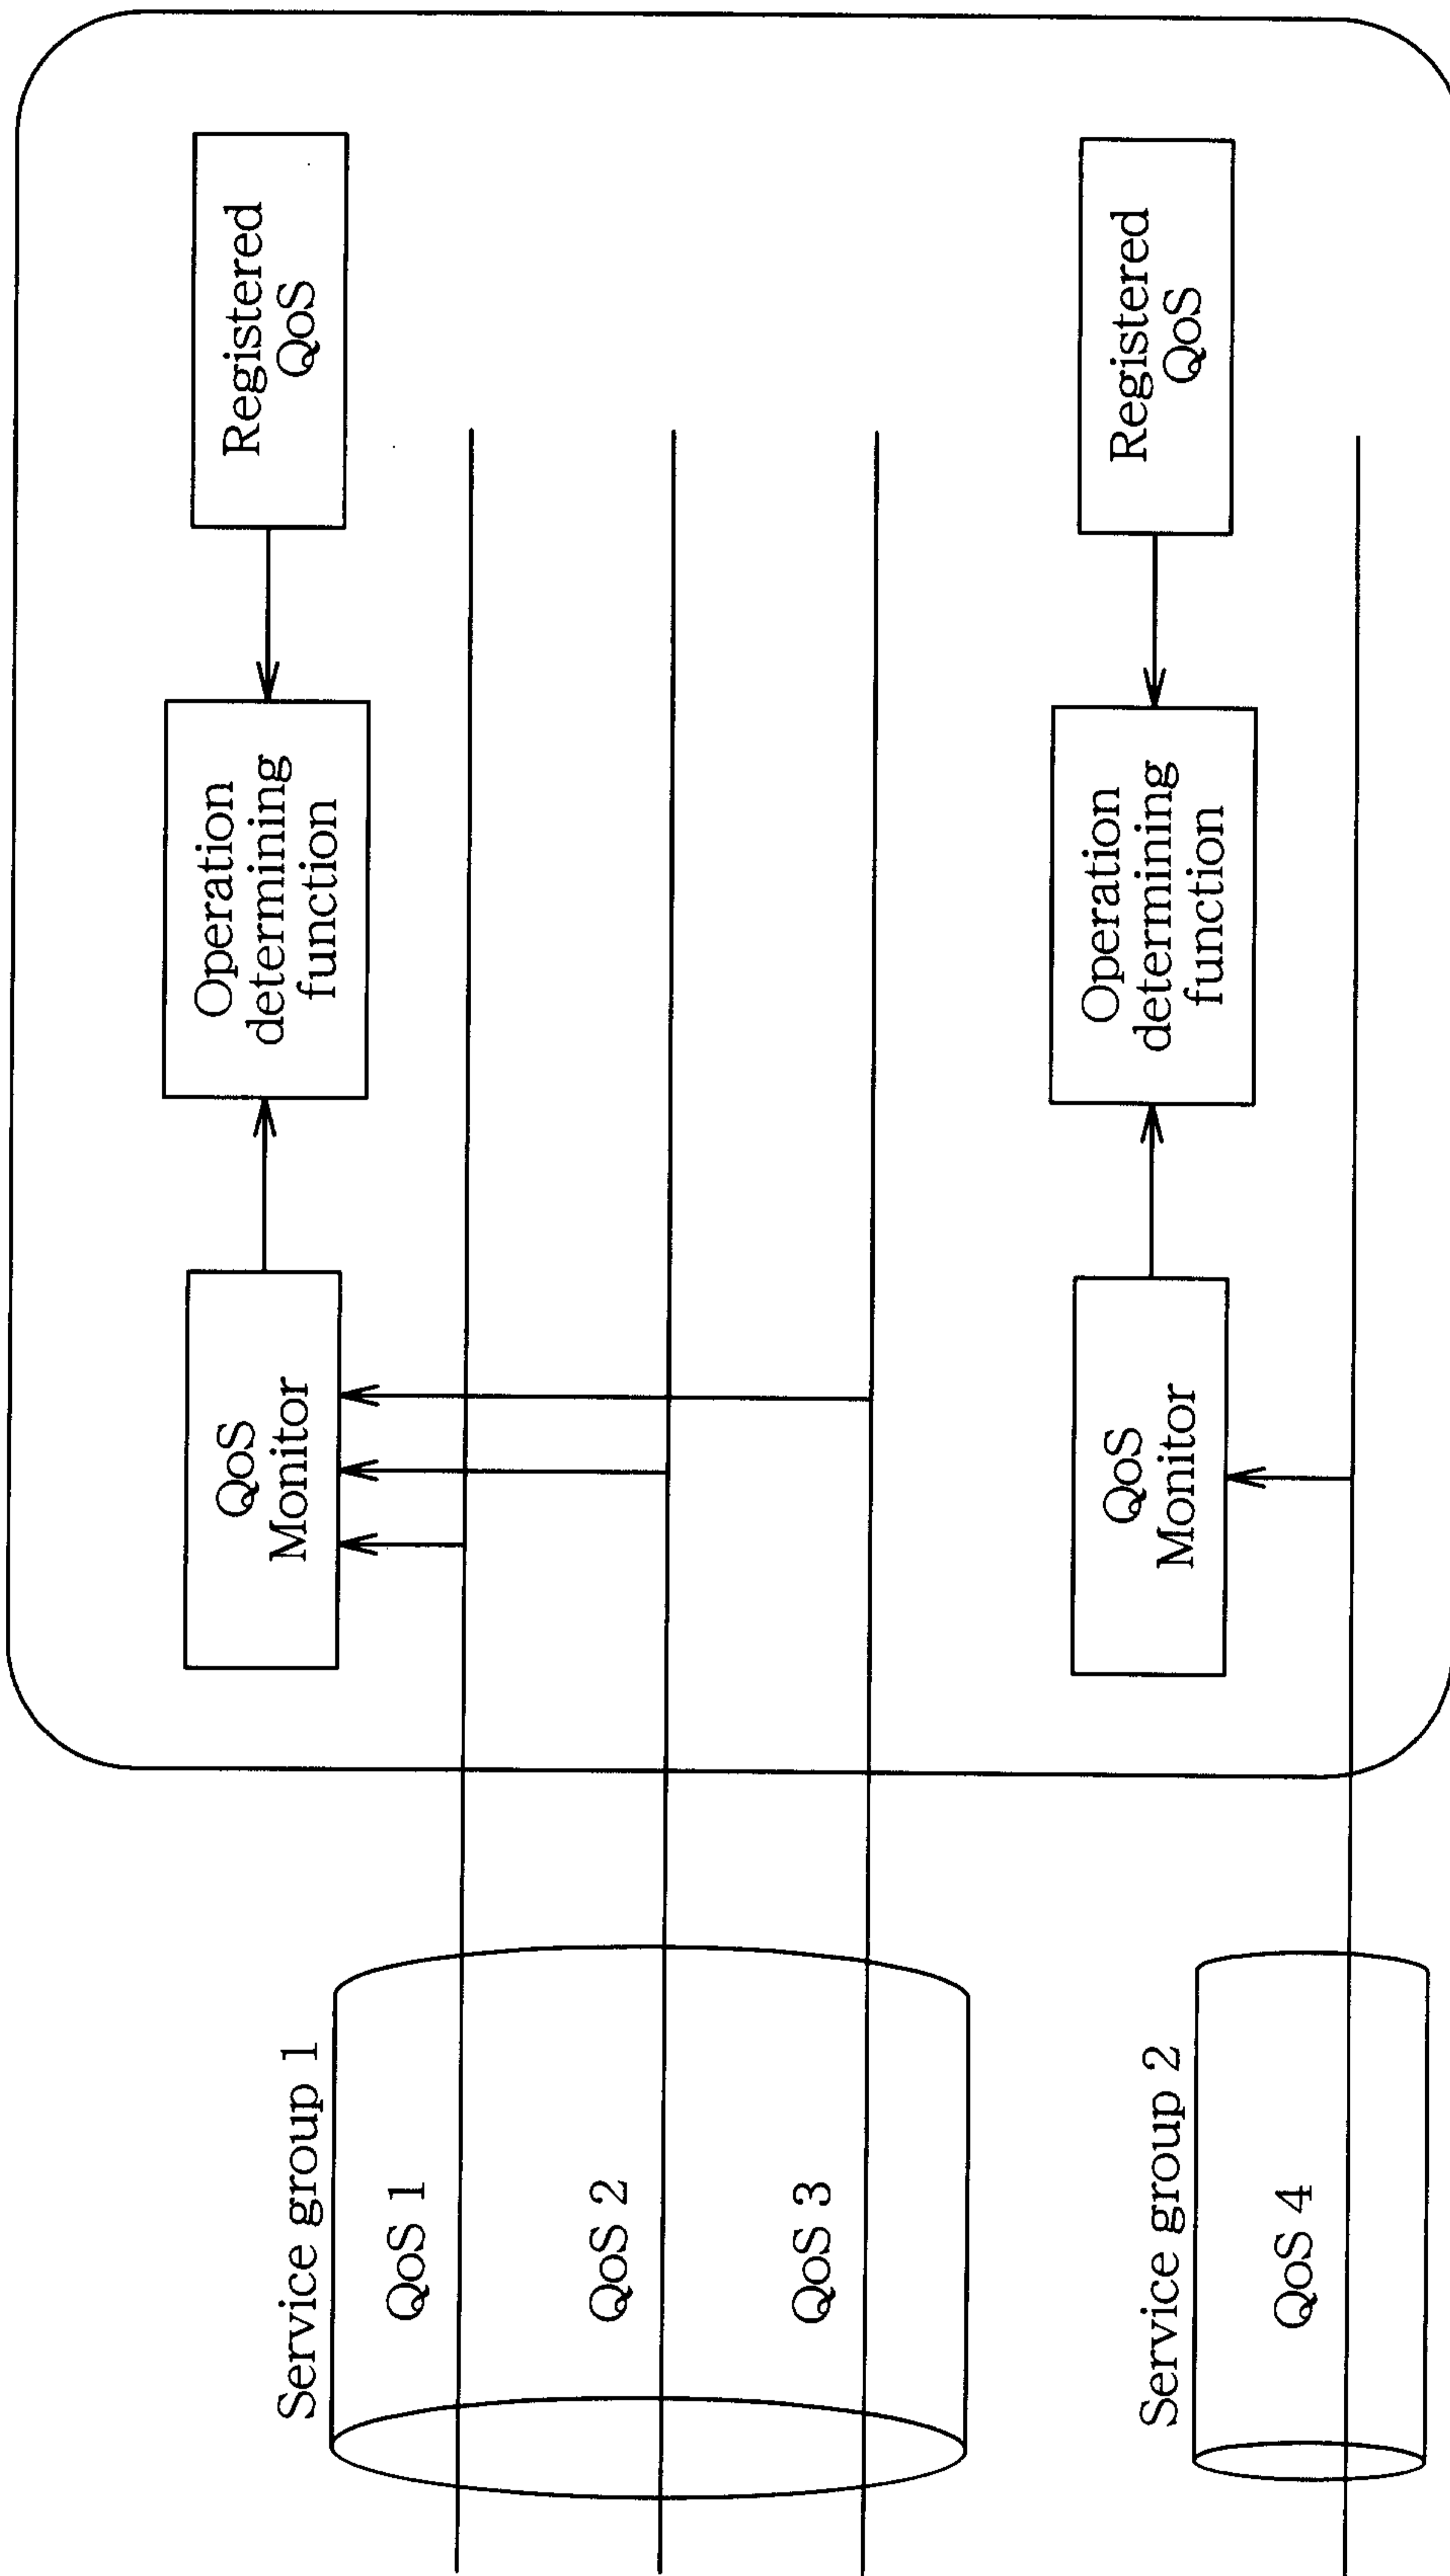 Service group 1
QoS 1
QoS 2
QoS 3
QoS
Monitor
Operation
determining
function
Registered
QoS
Service group 2
QoS 4
QoS
Monitor
Operation
determining
function
Registered
QoS